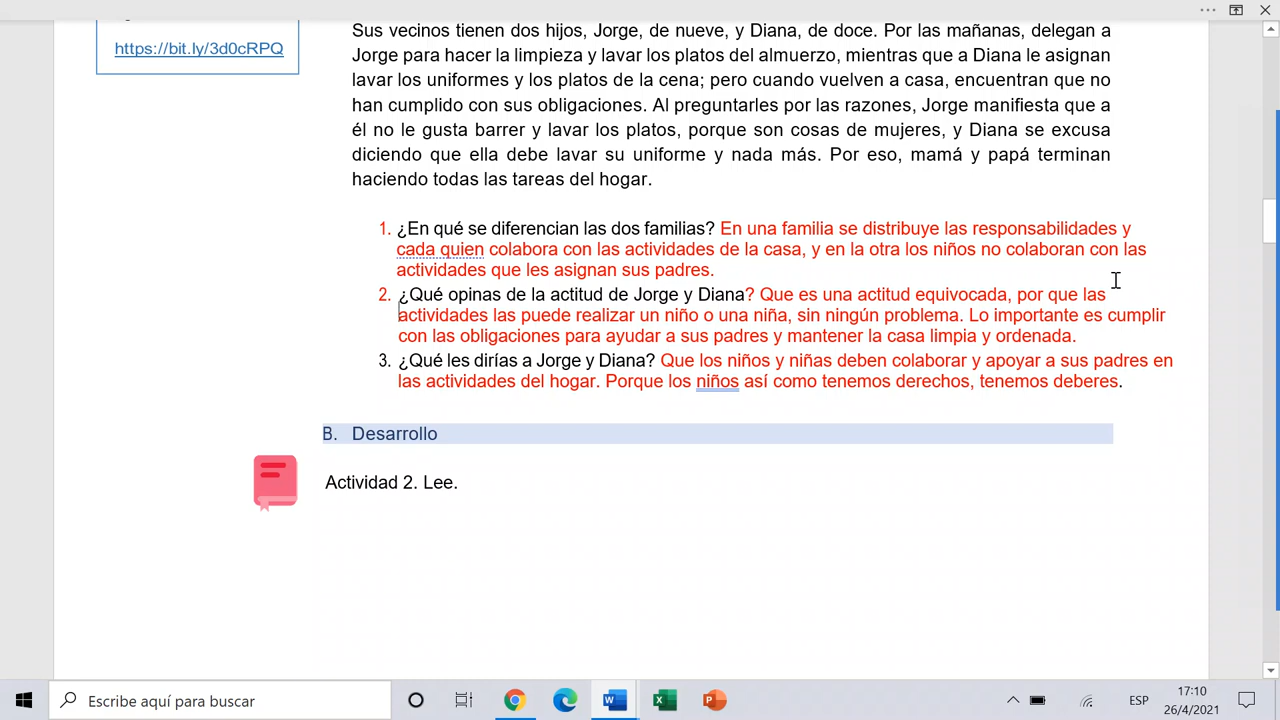 https://bit.ly/3d0cRPQ
Sus vecinos tienen dos hijos, Jorge, de nueve, y Diana, de doce. Por las mañanas, delegan a
Jorge para hacer la limpieza y lavar los platos del almuerzo, mientras que a Diana le asignan
lavar los uniformes y los platos de la cena; pero cuando vuelven a casa, encuentran que no
han cumplido con sus obligaciones. Al preguntarles por las razones, Jorge manifiesta que a
él no le gusta barrer y lavar los platos, porque son cosas de mujeres, y Diana se excusa
diciendo que ella debe lavar su uniforme y nada más. Por eso, mamá y papá terminan
haciendo todas las tareas del hogar.
1. ¿En qué se diferencian las dos familias? En una familia se distribuye las responsabilidades y
cada quien colabora con las actividades de la casa, y en la otra los niños no colaboran con las
actividades que les asignan sus padres.
2. ¿Qué opinas de la actitud de Jorge y Diana? Que es una actitud equivocada, por que las
actividades las puede realizar un niño o una niña, sin ningún problema. Lo importante es cumplir
con las obligaciones para ayudar a sus padres y mantener la casa limpia y ordenada.
3. ¿Qué les dirías a Jorge y Diana? Que los niños y niñas deben colaborar y apoyar a sus padres en
las actividades del hogar. Porque los niños así como tenemos derechos, tenemos deberes.
B. Desarrollo
Actividad 2. Lee.
Escribe aquí para buscar
ESP
17:10
26/4/2021